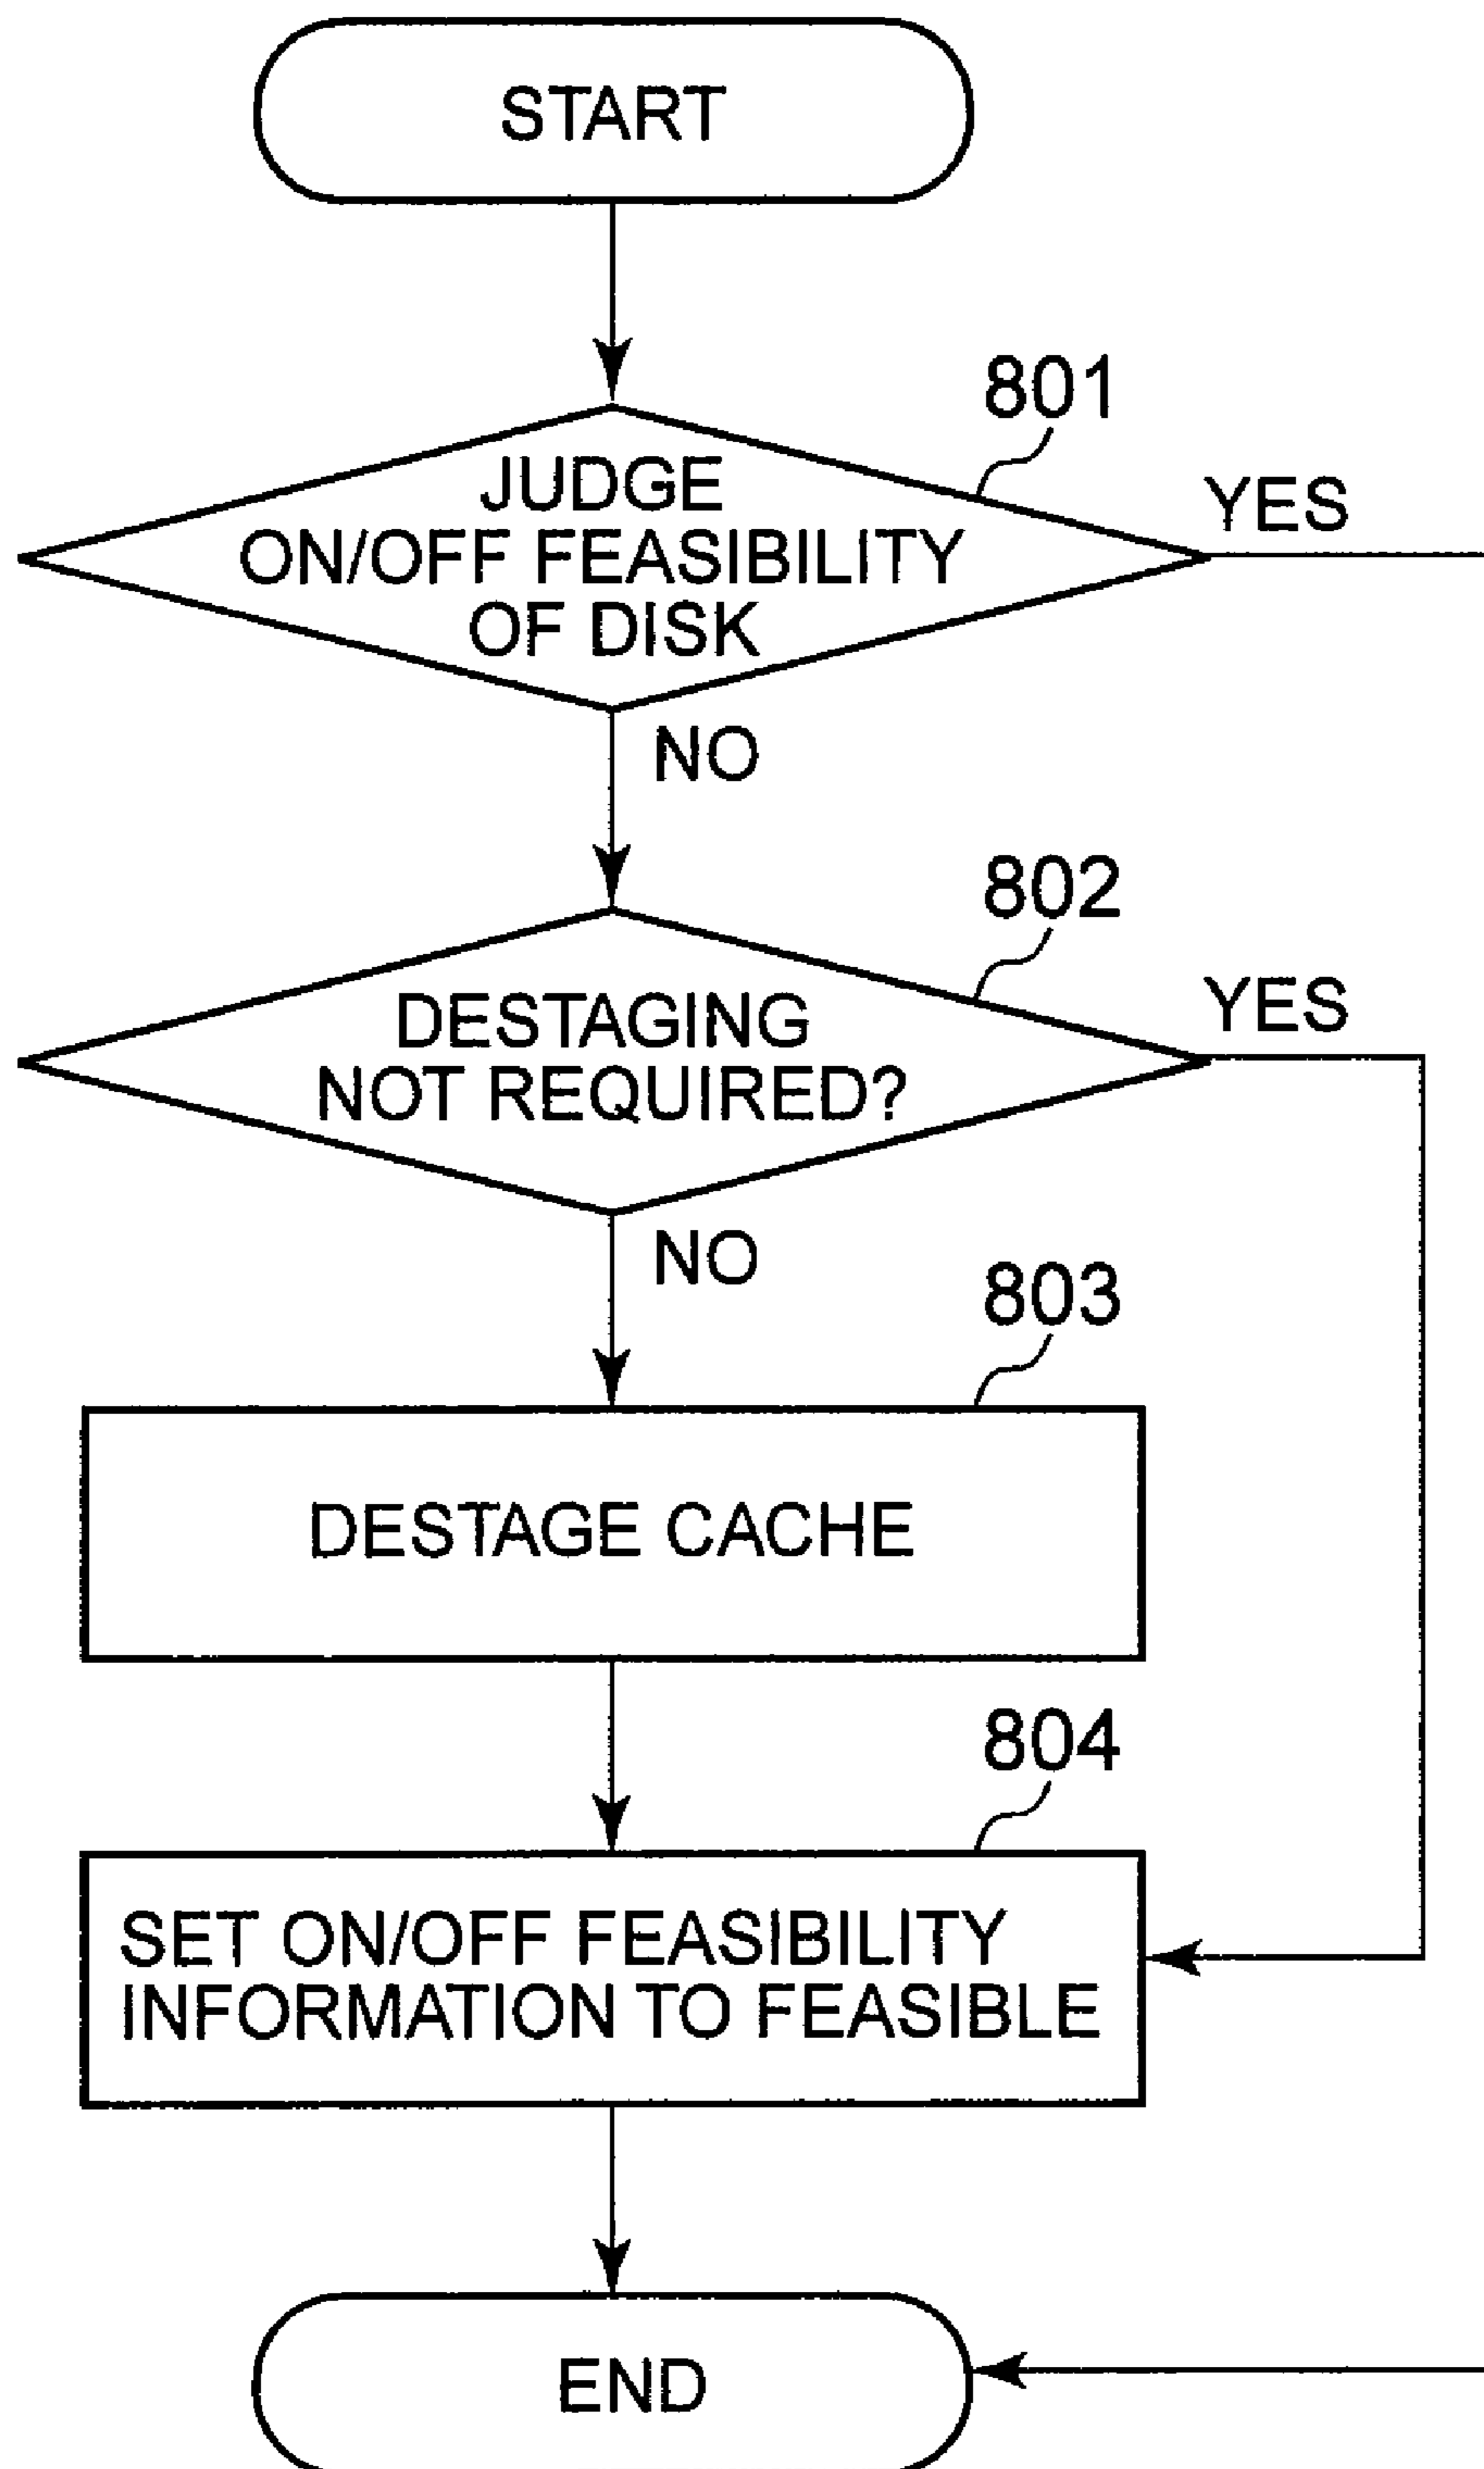 START
801
JUDGE
ON/OFF FEASIBILITY
OF DISK
YES
NO
802
DESTAGING
NOT REQUIRED?
YES
NO
803
DESTAGE CACHE
804
SET ON/OFF FEASIBILITY
INFORMATION TO FEASIBLE
END